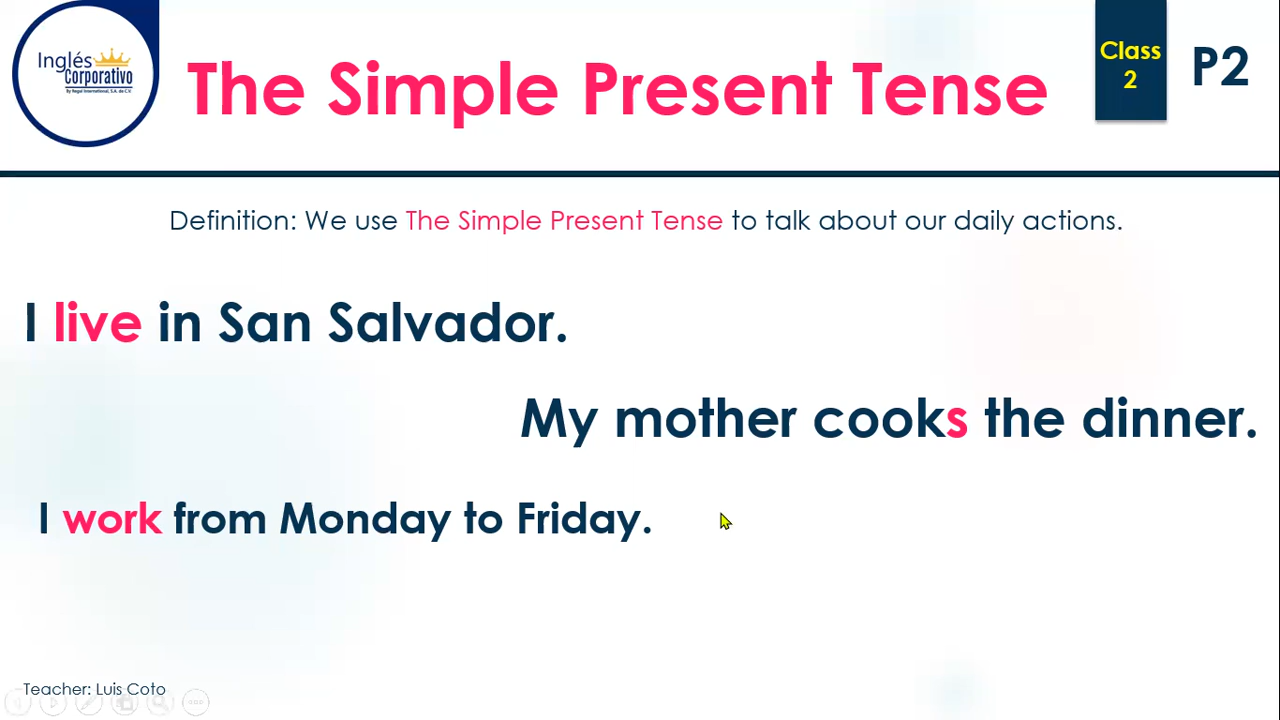 Inglés
Corporativo
By Regal International, S.A. de C.V.
The Simple Present Tense
Class
2
P2
Definition: We use The Simple Present Tense to talk about our daily actions.
I live in San Salvador.
My mother cooks the dinner.
I work from Monday to Friday.
Teacher: Luis Coto